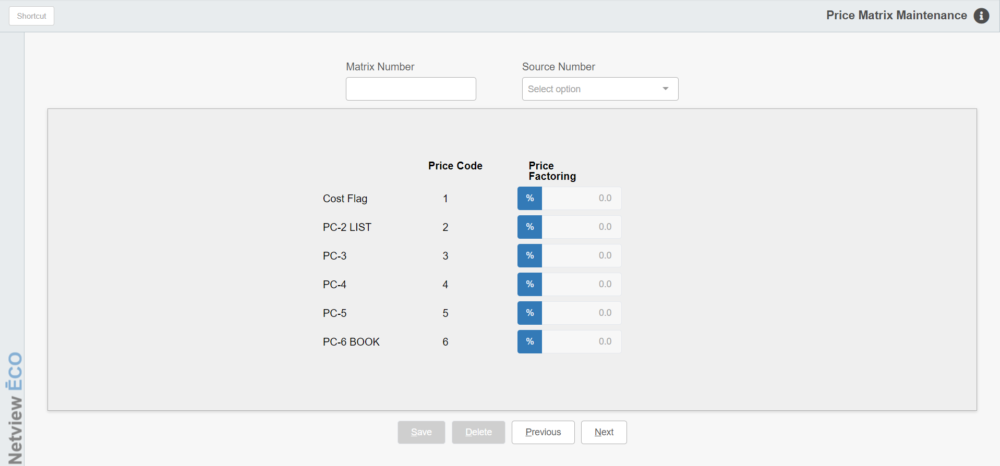 Shortcut
Price Matrix Maintenance
Matrix Number
Source Number
Select option
Price Code
Price
Factoring
Cost Flag 1 % 0.0
PC-2 LIST 2 % 0.0
PC-3 3 % 0.0
PC-4 4 % 0.0
PC-5 5 % 0.0
PC-6 BOOK 6 % 0.0
Save Delete Previous Next
Netview ĒCO